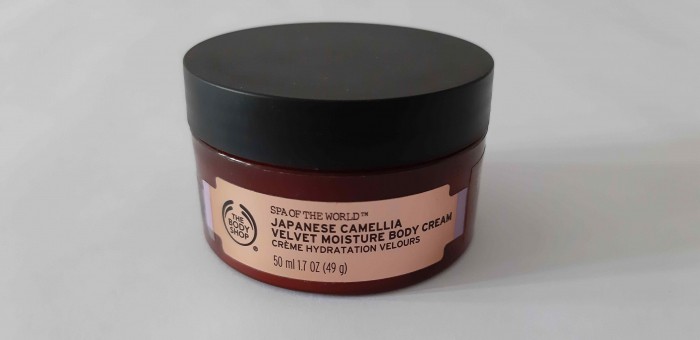 THE
BODY
SHOP
®
SPA OF THE WORLD™
JAPANESE CAMELLIA
VELVET MOISTURE BODY CREAM
CRÈME HYDRATATION VELOURS
50 ml 1.7 OZ (49 g)